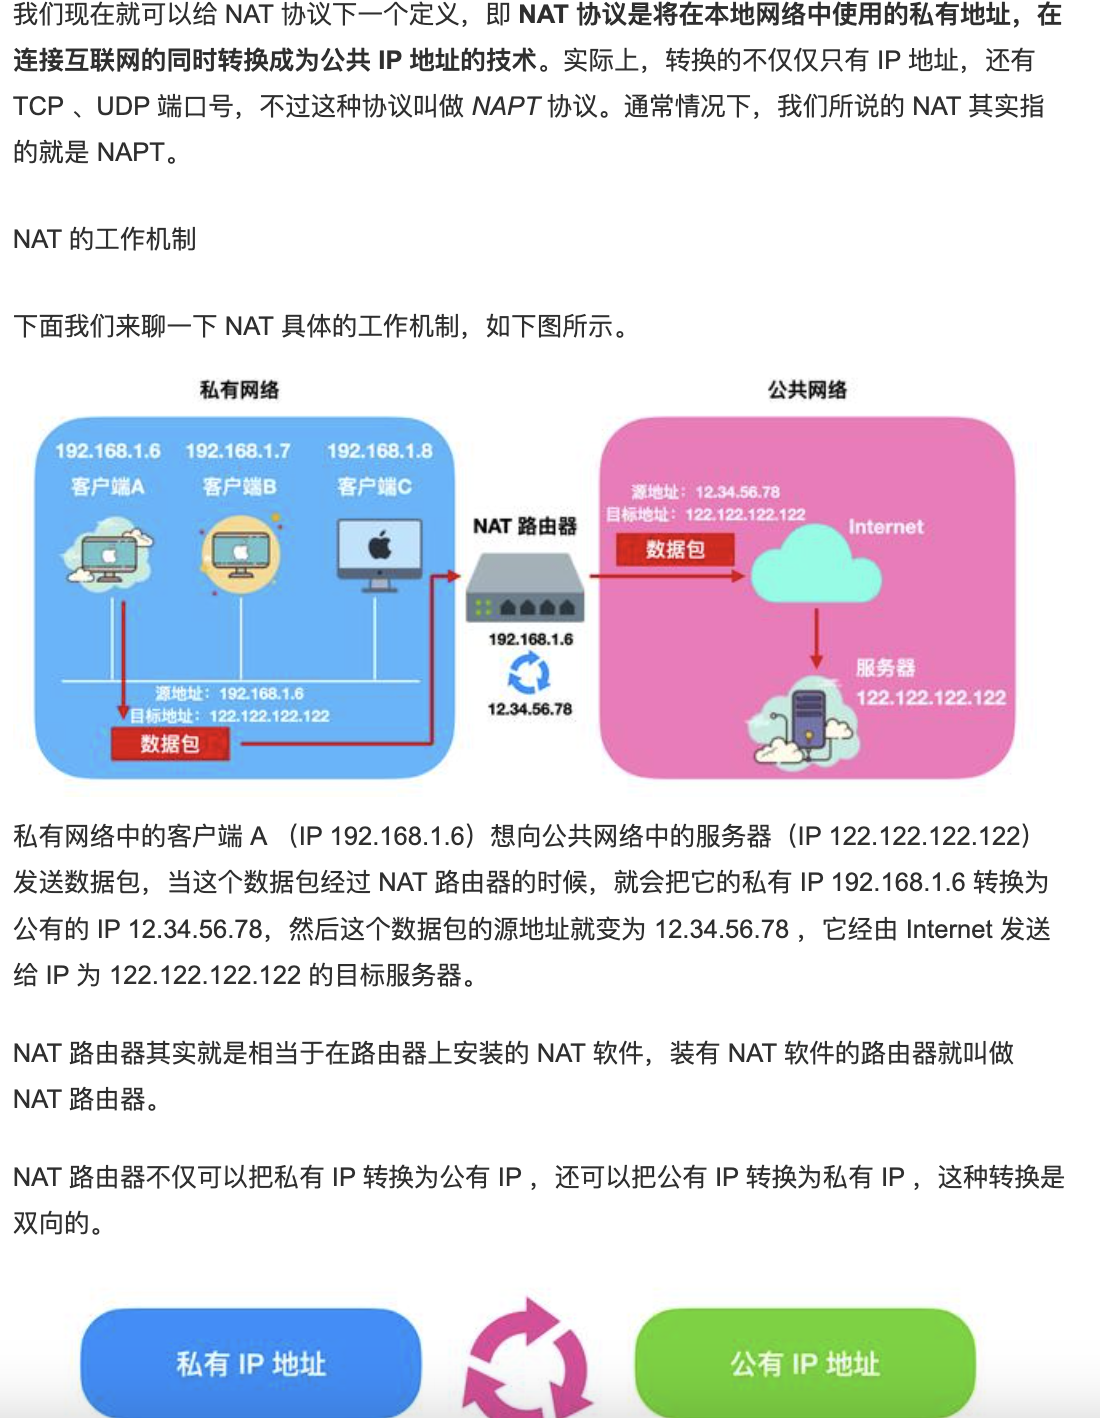 我们现在就可以给 NAT 协议下一个定义，即 NAT 协议是将在本地网络中使用的私有地址，在
连接互联网的同时转换成为公共 IP 地址的技术。实际上，转换的不仅仅只有 IP 地址，还有
TCP 、UDP 端口号，不过这种协议叫做 NAPT 协议。通常情况下，我们所说的 NAT 其实指
的就是 NAPT。
NAT 的工作机制
下面我们来聊一下 NAT 具体的工作机制，如下图所示。
私有网络
192.168.1.6
192.168.1.7
192.168.1.8
客户端A
客户端B
客户端C
源地址：192.168.1.6
目标地址：122.122.122.122
数据包
NAT 路由器
192.168.1.6
12.34.56.78
公共网络
源地址：12.34.56.78
目标地址：122.122.122.122
数据包
Internet
服务器
122.122.122.122
私有网络中的客户端 A （IP 192.168.1.6）想向公共网络中的服务器（IP 122.122.122.122）
发送数据包，当这个数据包经过 NAT 路由器的时候，就会把它的私有 IP 192.168.1.6 转换为
公有的 IP 12.34.56.78，然后这个数据包的源地址就变为 12.34.56.78 ，它经由 Internet 发送
给 IP 为 122.122.122.122 的目标服务器。
NAT 路由器其实就是相当于在路由器上安装的 NAT 软件，装有 NAT 软件的路由器就叫做
NAT 路由器。
NAT 路由器不仅可以把私有 IP 转换为公有 IP ，还可以把公有 IP 转换为私有 IP ，这种转换是
双向的。
私有 IP 地址
公有 IP 地址